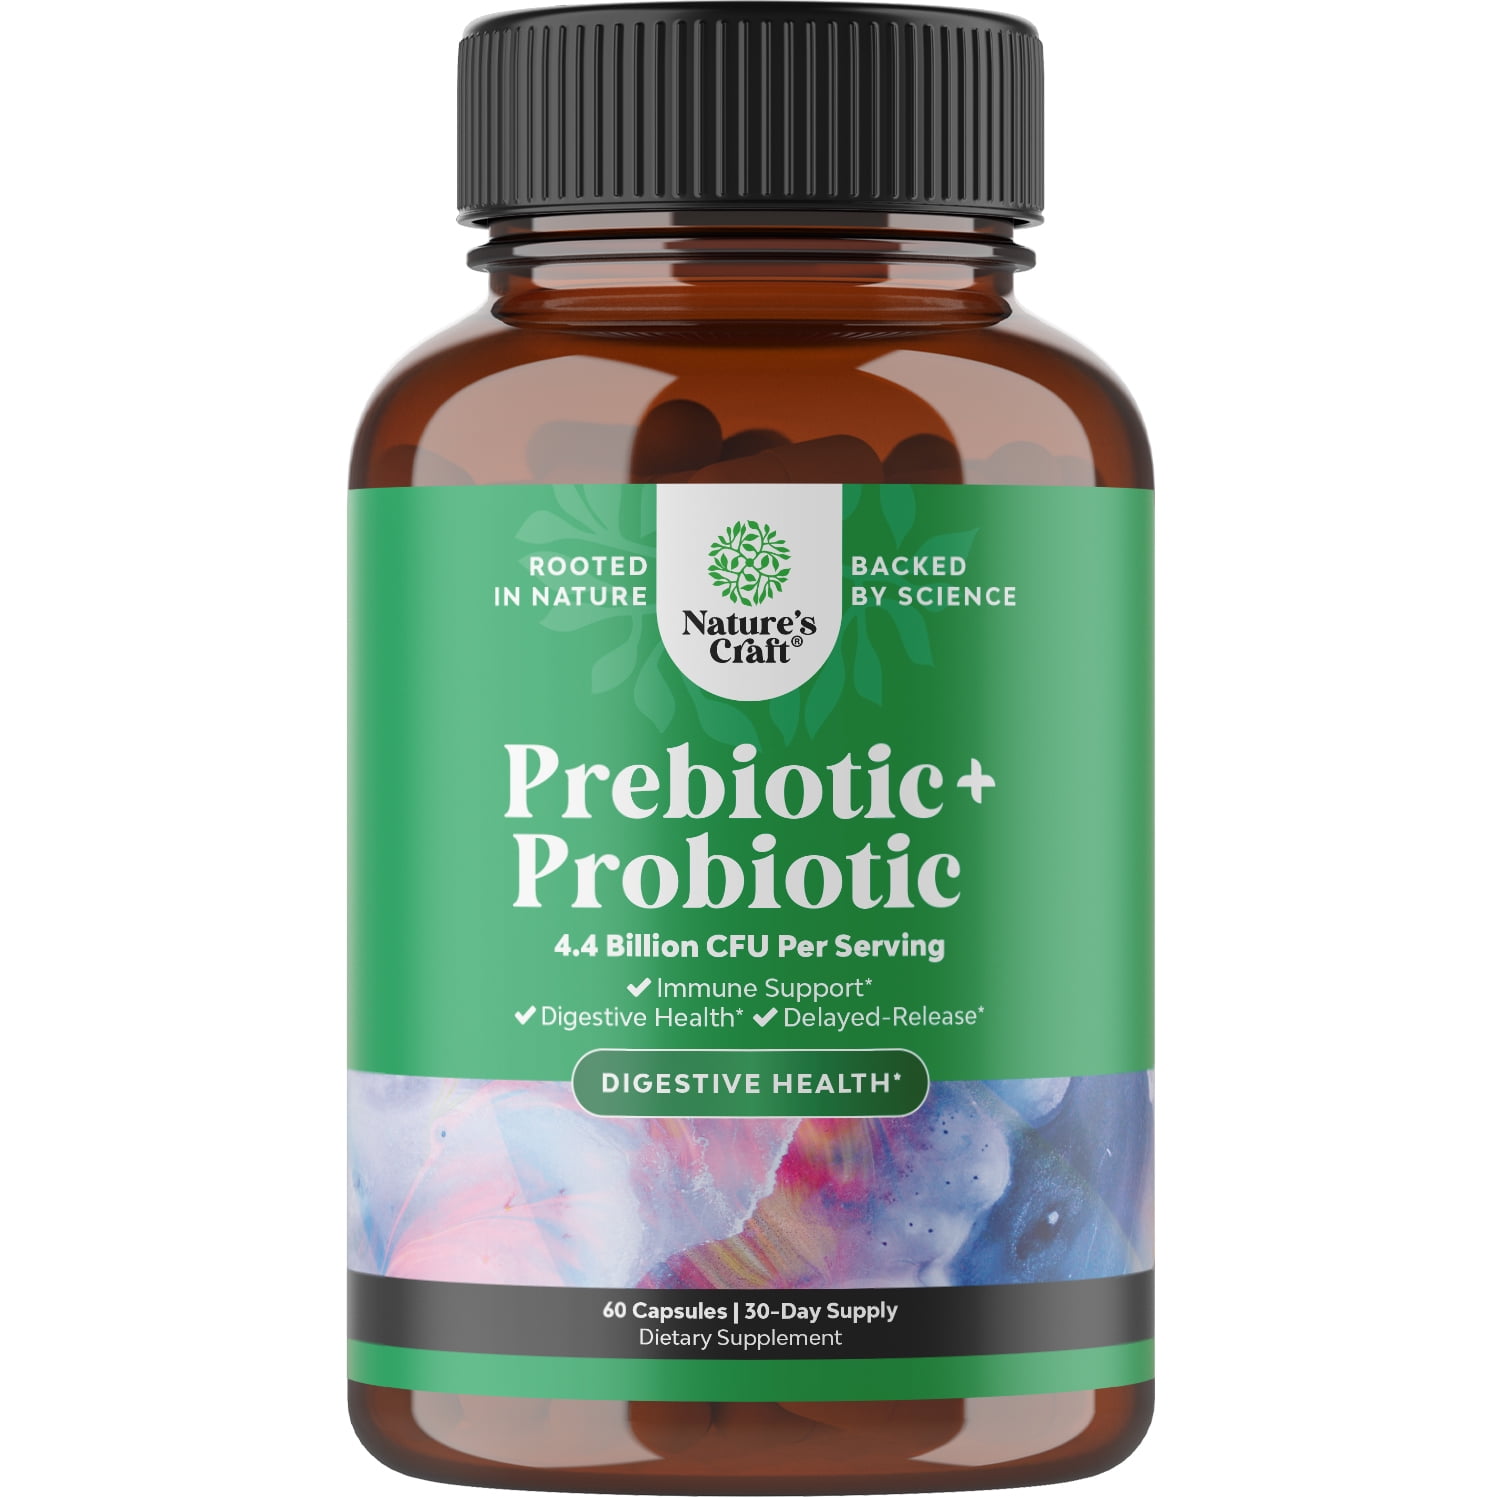 ROOTED
IN NATURE
Nature's
Craft®
BACKED
BY SCIENCE
Prebiotic+
Probiotic
4.4 Billion CFU Per Serving
✔ Immune Support*
✔ Digestive Health* ✔ Delayed-Release*
DIGESTIVE HEALTH*
60 Capsules | 30-Day Supply
Dietary Supplement